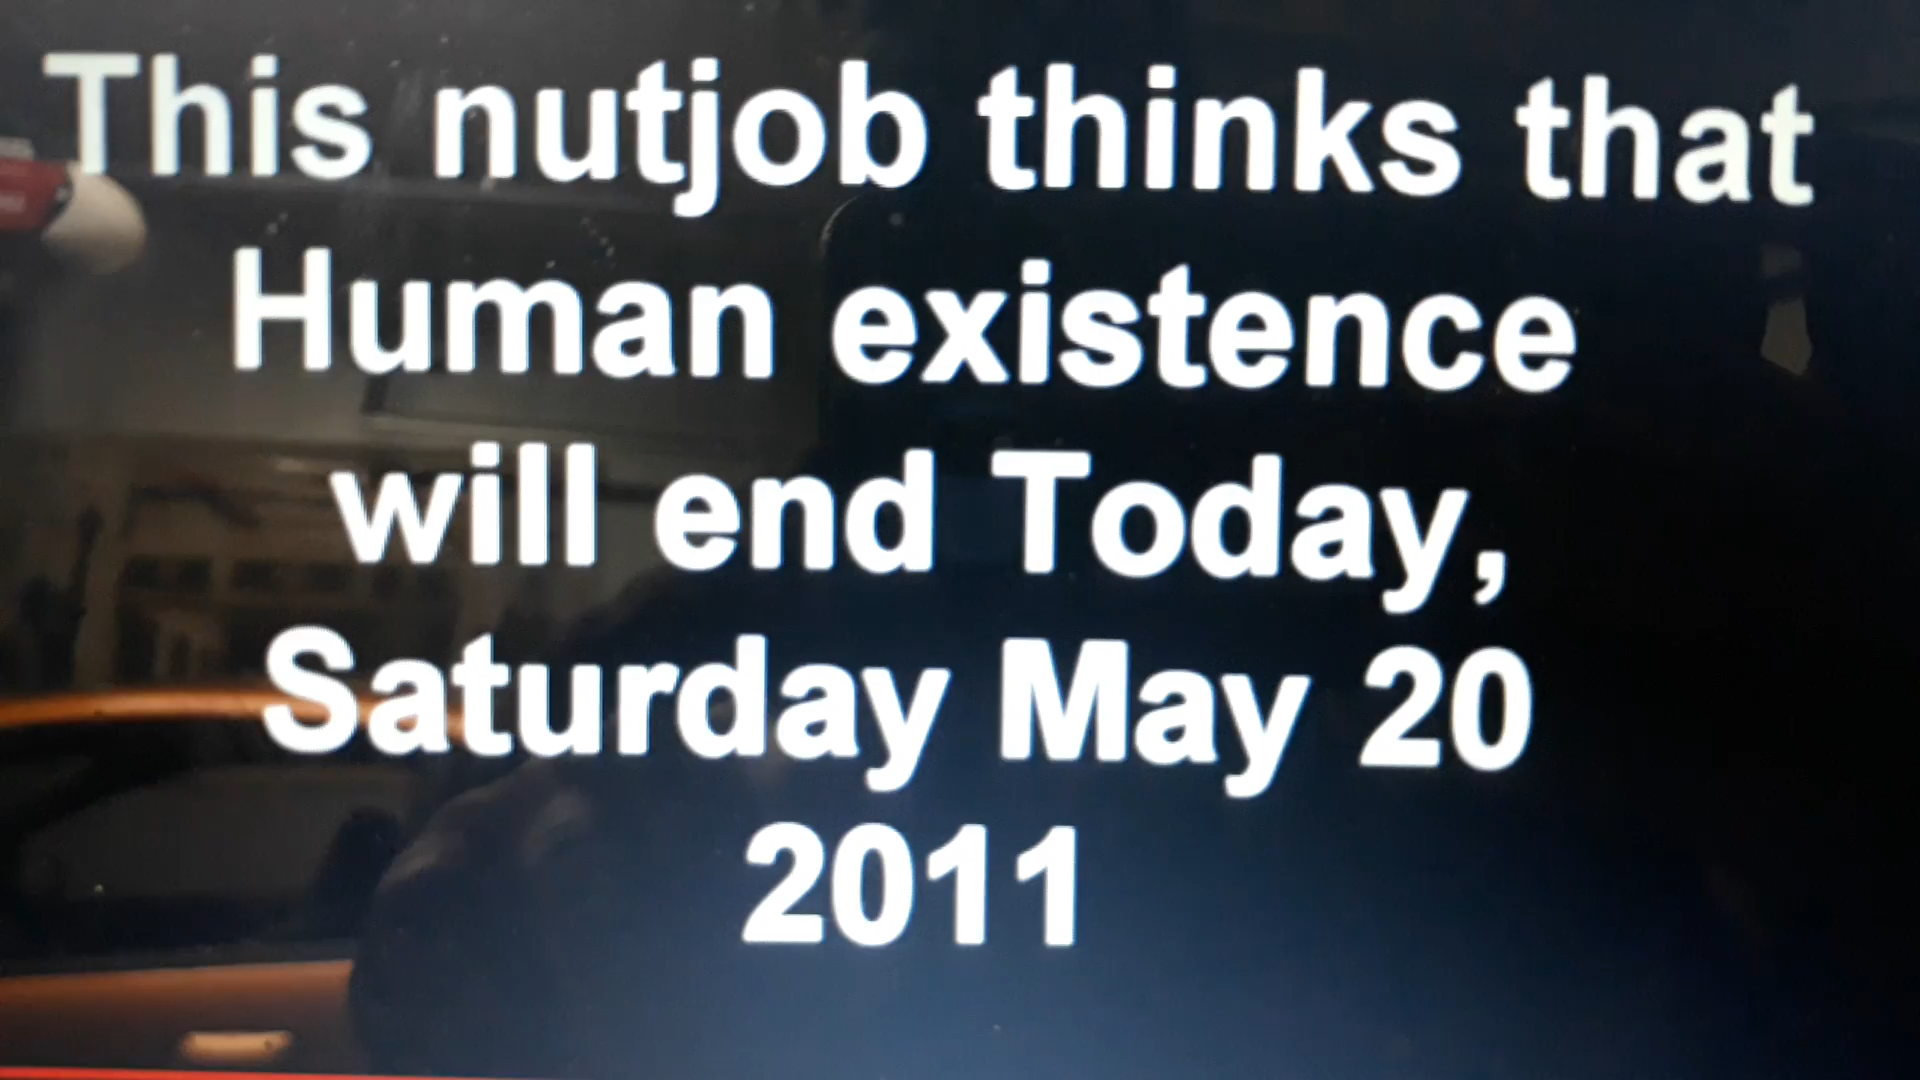 This nutjob thinks that
Human existence
will end Today,
Saturday May 20
2011